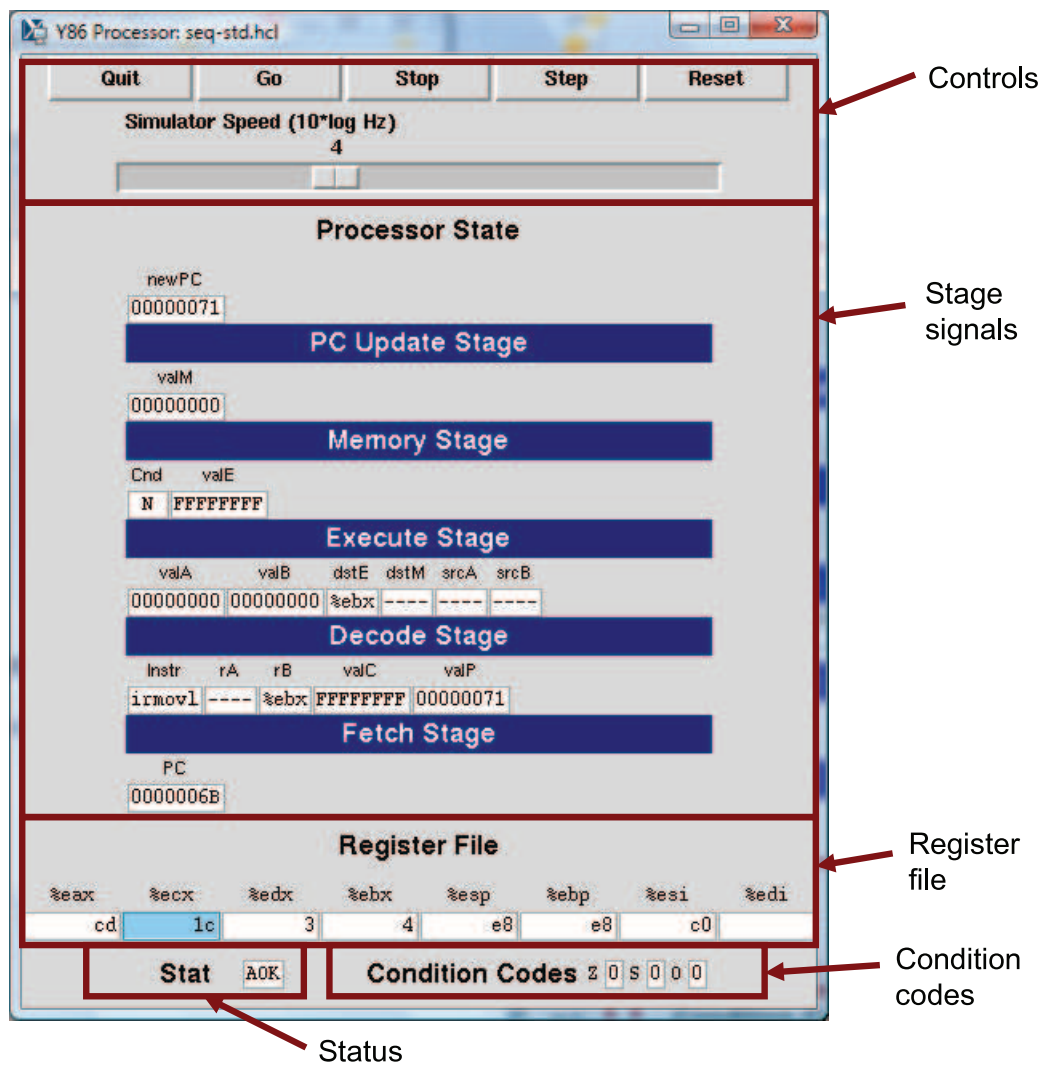 Y86 Processor: seq-std.hcl
Quit Go Stop Step Reset
Controls
Simulator Speed (10*log Hz)
4
Processor State
newPC
00000071
Stage
signals
PC Update Stage
valM
00000000
Memory Stage
Cnd valE
N FFFFFFFF
Execute Stage
valA valB dstE dstM srcA srcB
00000000 00000000 %ebx ---- ---- ----
Decode Stage
Instr rA rB valC valP
irmovl ---- %ebx FFFFFFFF 00000071
Fetch Stage
PC
0000006B
Register File
Register
file
%eax %ecx %edx %ebx %esp %ebp %esi %edi
cd 1c 3 4 e8 e8 c0
Stat AOK Condition Codes Z 0 S 0 O 0
Condition
codes
Status